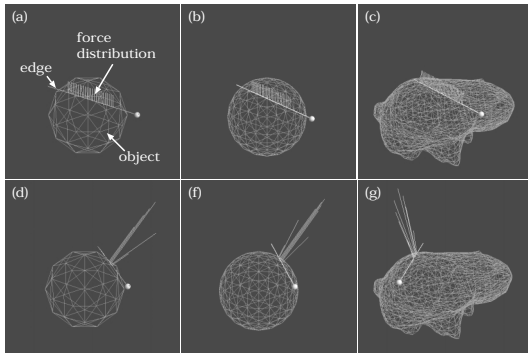 (a)
force
distribution
edge
object
(b)
(c)
(d)
(f)
(g)